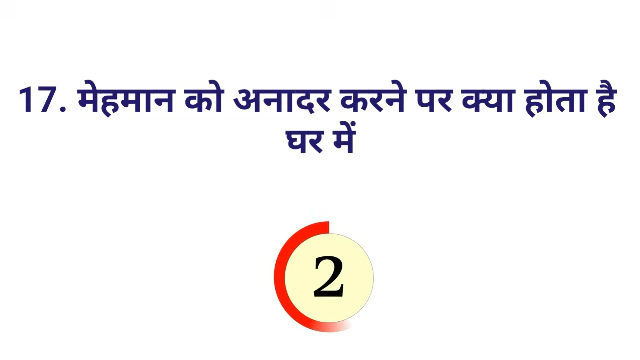 17. मेहमान को अनादर करने पर क्या होता है
घर में
2